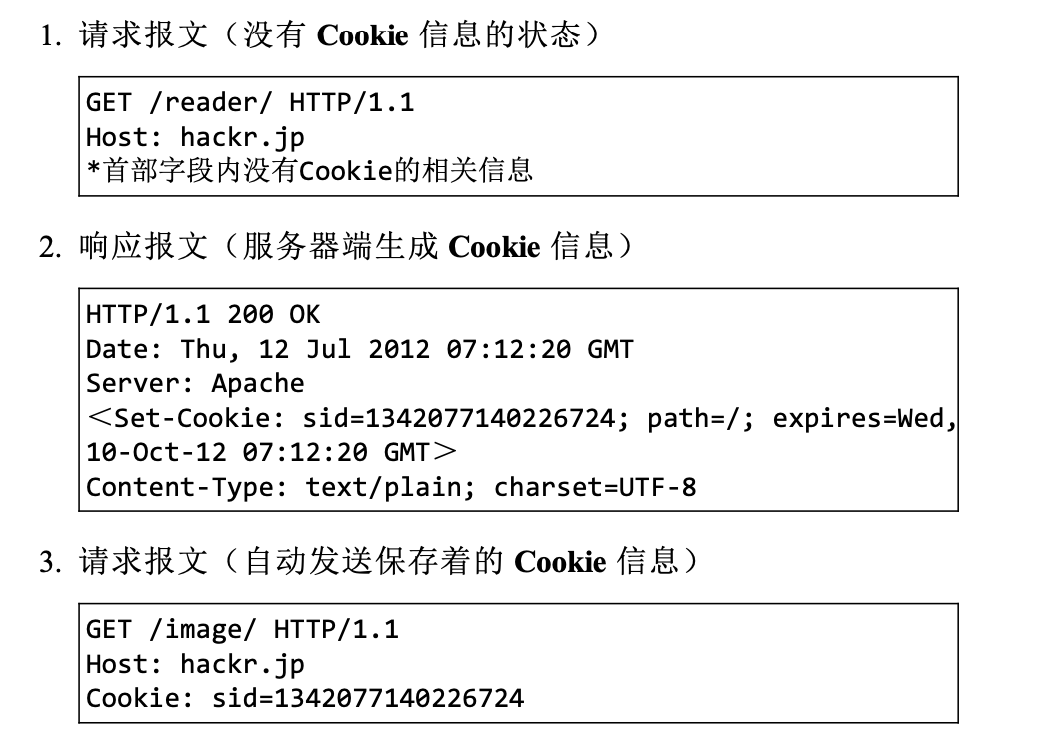 1. 请求报文（没有 Cookie 信息的状态）
GET /reader/ HTTP/1.1
Host: hackr.jp
*首部字段内没有Cookie的相关信息
2. 响应报文（服务器端生成 Cookie 信息）
HTTP/1.1 200 OK
Date: Thu, 12 Jul 2012 07:12:20 GMT
Server: Apache
＜Set-Cookie: sid=1342077140226724; path=/; expires=Wed,
10-Oct-12 07:12:20 GMT＞
Content-Type: text/plain; charset=UTF-8
3. 请求报文（自动发送保存着的 Cookie 信息）
GET /image/ HTTP/1.1
Host: hackr.jp
Cookie: sid=1342077140226724